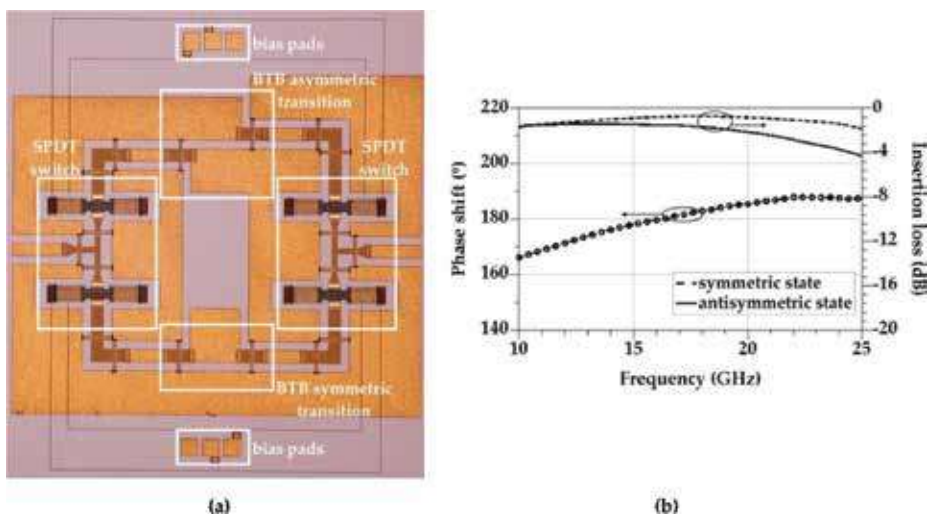 bias pads
BTB asymmetric
transition
SPDT
switch
SPDT
switch
BTB symmetric
transition
bias pads
(a)
220
200
180
160
140
Phase shift (º)
10
15
20
25
Frequency (GHz)
0
-4
-8
-12
-16
-20
Insertion loss (dB)
symmetric state
antisymmetric state
(b)